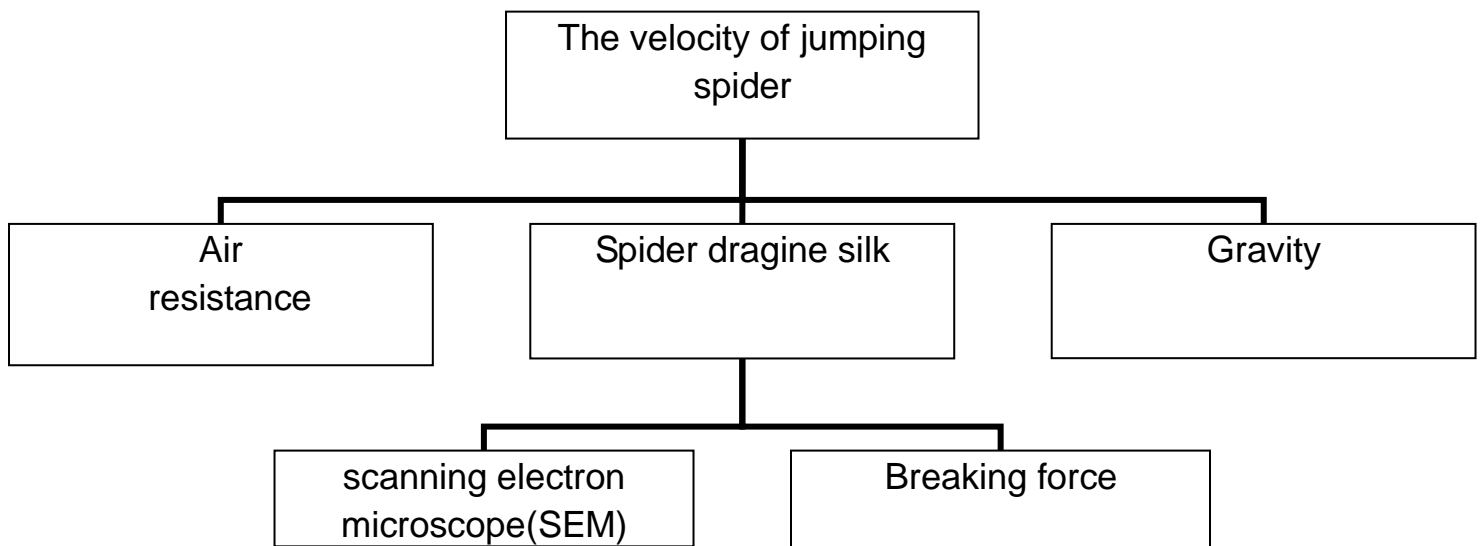 The velocity of jumping
spider
Air
resistance
Spider dragine silk
Gravity
scanning electron
microscope(SEM)
Breaking force